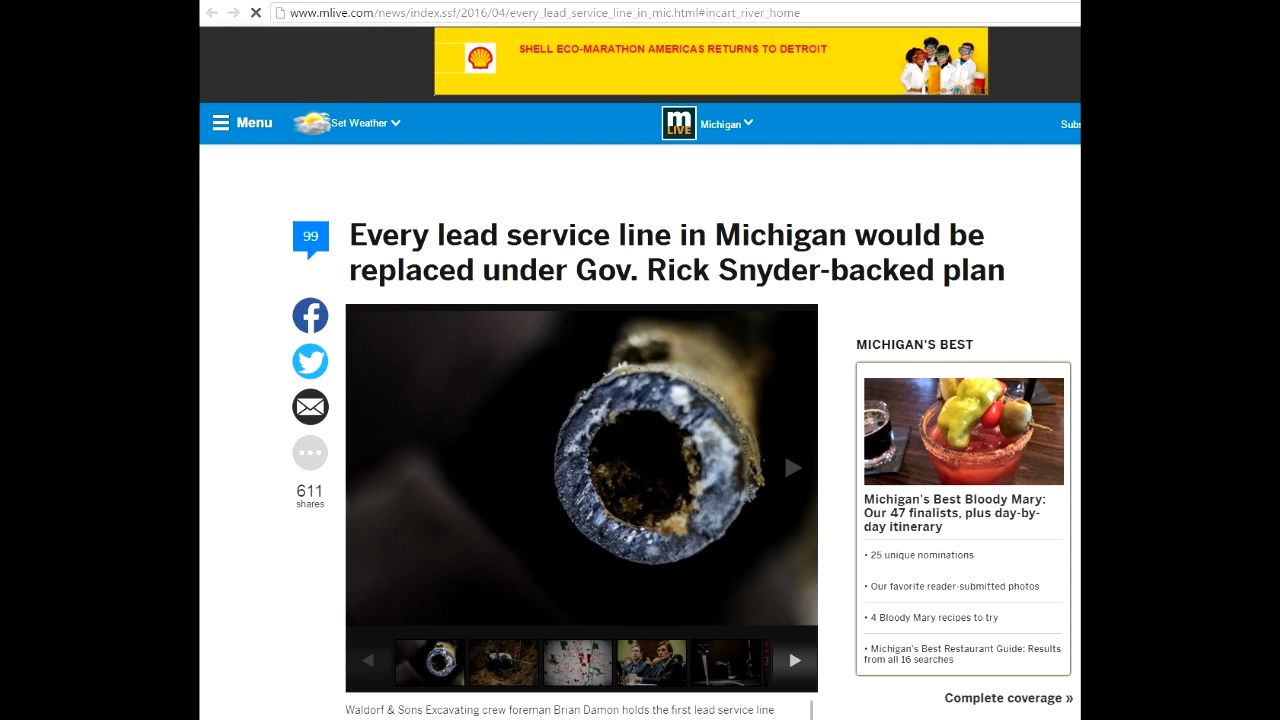 www.mlive.com/news/index.ssf/2016/04/every_lead_service_line_in_mic.html#incart_river_home
SHELL ECO-MARATHON AMERICAS RETURNS TO DETROIT
Menu
Set Weather
m
LIVE
Michigan
Subs
99
Every lead service line in Michigan would be
replaced under Gov. Rick Snyder-backed plan
611
shares
MICHIGAN'S BEST
Michigan's Best Bloody Mary:
Our 47 finalists, plus day-by-
day itinerary
• 25 unique nominations
• Our favorite reader-submitted photos
• 4 Bloody Mary recipes to try
• Michigan's Best Restaurant Guide: Results
from all 16 searches
Complete coverage »
Waldorf & Sons Excavating crew foreman Brian Damon holds the first lead service line